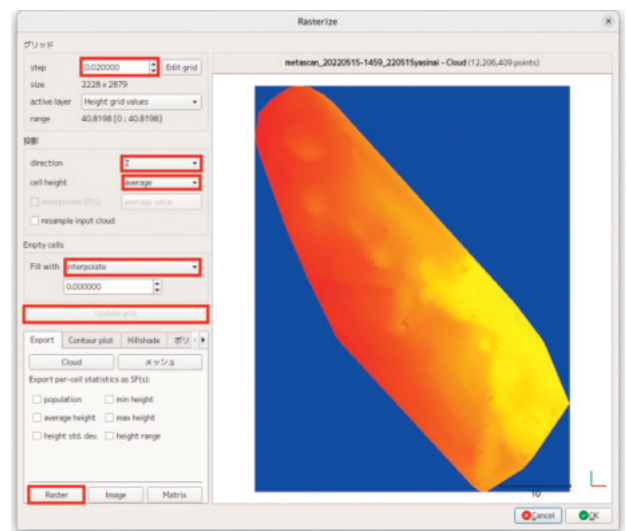 Rasterize
グリッド
step 0.020000 Edit grid
size 2228 x 2879
active layer Height grid values
range 40.8198 [0 ; 40.8198]
投影
direction Z
cell height average
interpolate SF(s) average value
resample input cloud
Empty cells
Fill with interpolate
0.000000
Update grid
Export Contour plot Hillshade ポリ
Cloud メッシュ
Export per-cell statistics as SF(s):
population min height
average height max height
height std. dev. height range
Raster Image Matrix
metascan_20220515-1459_220515yasinai - Cloud (12,206,409 points)
10
Cancel OK